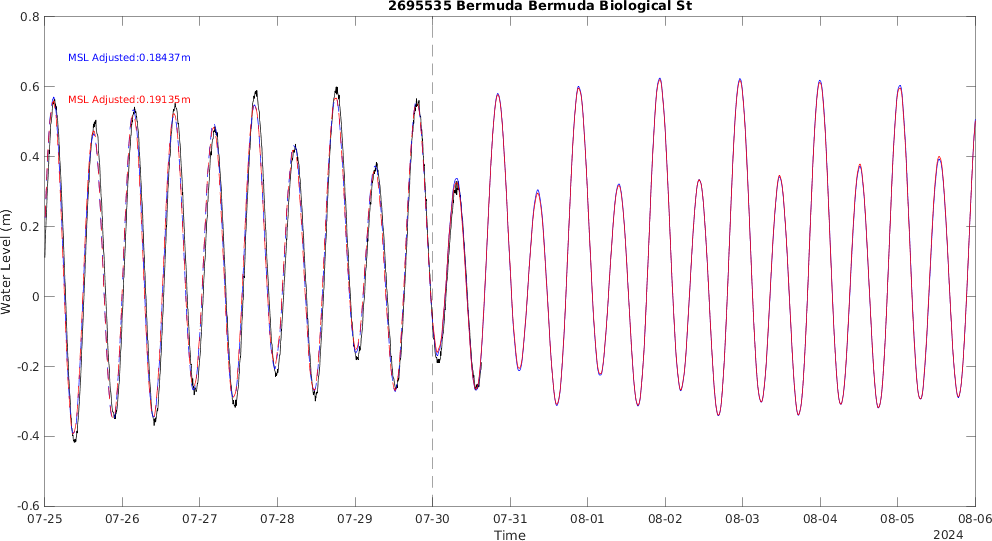 2695535 Bermuda Bermuda Biological St
MSL Adjusted:0.18437m
MSL Adjusted:0.19135m
Water Level (m)
0.8
0.6
0.4
0.2
0
-0.2
-0.4
-0.6
07-25 07-26 07-27 07-28 07-29 07-30 07-31 08-01 08-02 08-03 08-04 08-05 08-06
Time
2024